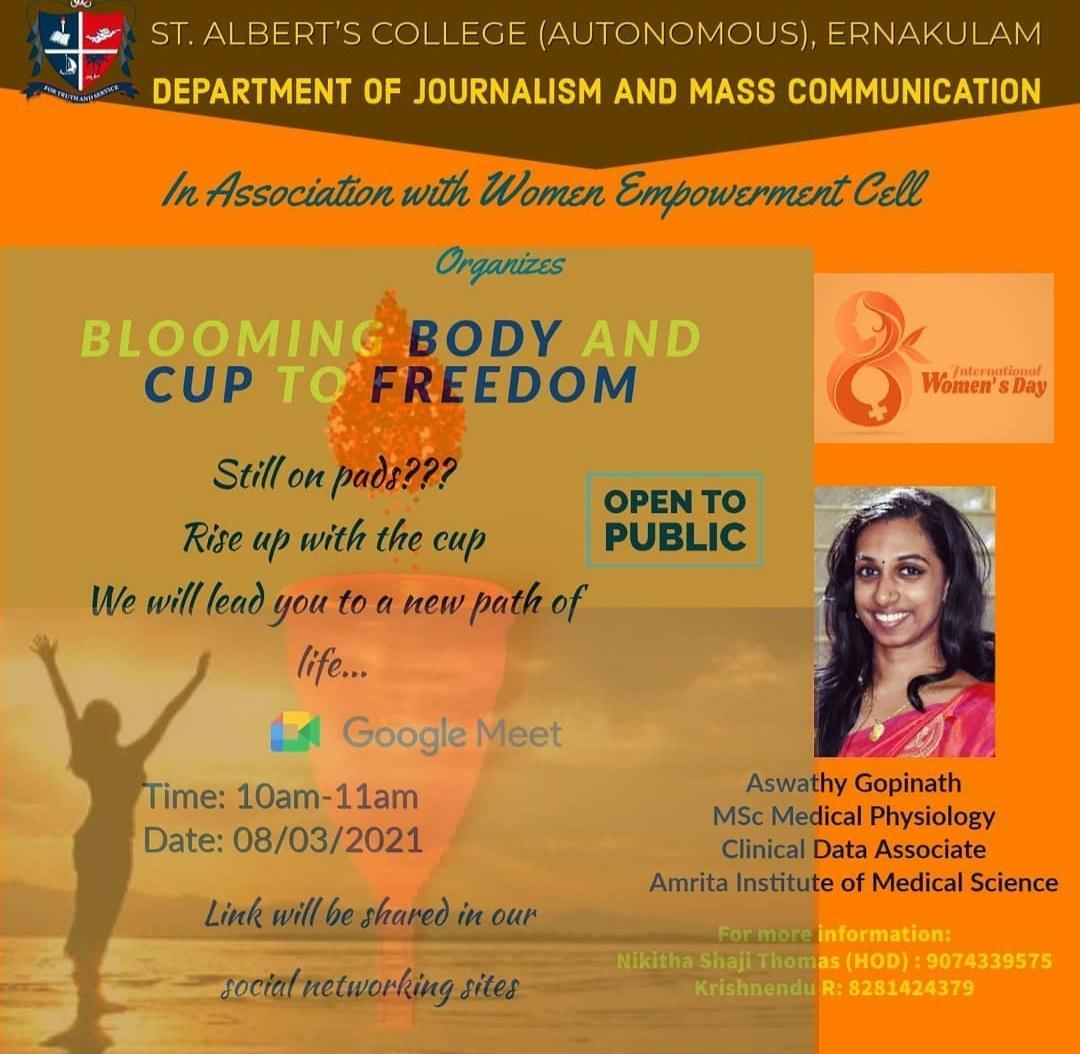 ST. ALBERT'S COLLEGE (AUTONOMOUS), ERNAKULAM
DEPARTMENT OF JOURNALISM AND MASS COMMUNICATION
FOR TRUTH AND SERVICE
In Association with Women Empowerment Cell
Organizes
BLOOMING BODY AND
CUP TO FREEDOM
International
Women's Day
Still on pads???
Rise up with the cup
We will lead you to a new path of
life...
OPEN TO
PUBLIC
Google Meet
Time: 10am-11am
Date: 08/03/2021
Link will be shared in our
social networking sites
Aswathy Gopinath
MSc Medical Physiology
Clinical Data Associate
Amrita Institute of Medical Science
For more information:
Nikitha Shaji Thomas (HOD) : 9074339575
Krishnendu R: 8281424379